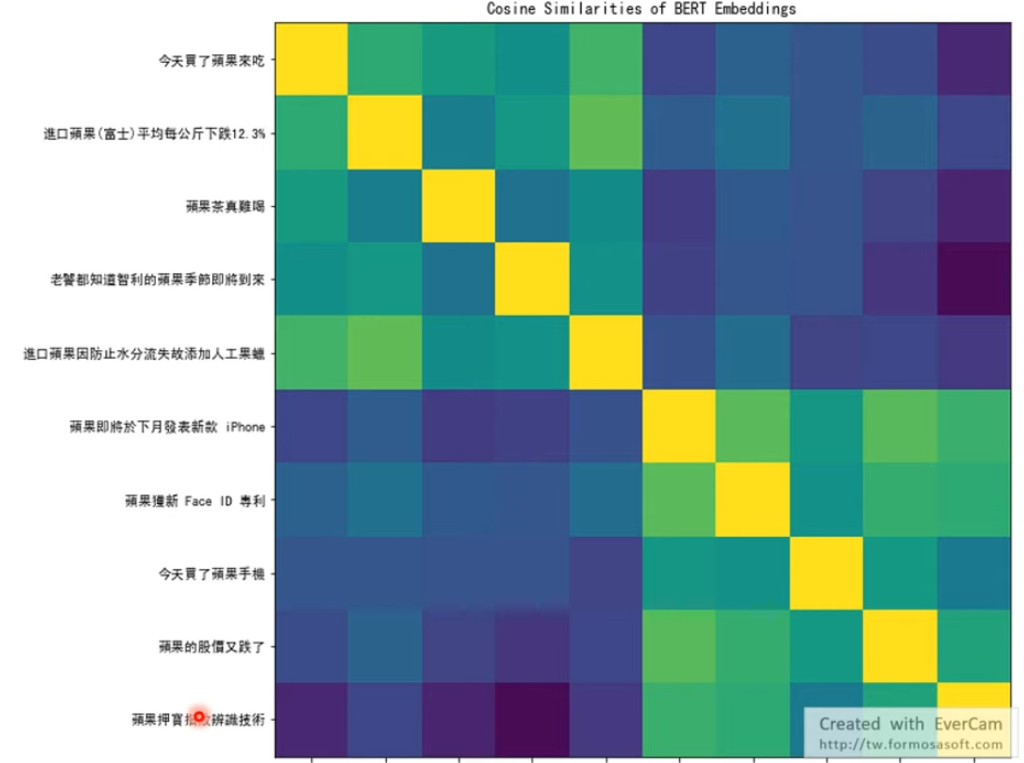 Cosine Similarities of BERT Embeddings
今天買了蘋果來吃
進口蘋果(富士)平均每公斤下跌12.3%
蘋果茶真難喝
老饕都知道智利的蘋果季節即將到來
進口蘋果因防止水分流失故添加人工果蠟
蘋果即將於下月發表新款 iPhone
蘋果獲新 Face ID 專利
今天買了蘋果手機
蘋果的股價又跌了
蘋果押寶指紋辨識技術
Created with EverCam
http://tw.formosasoft.com